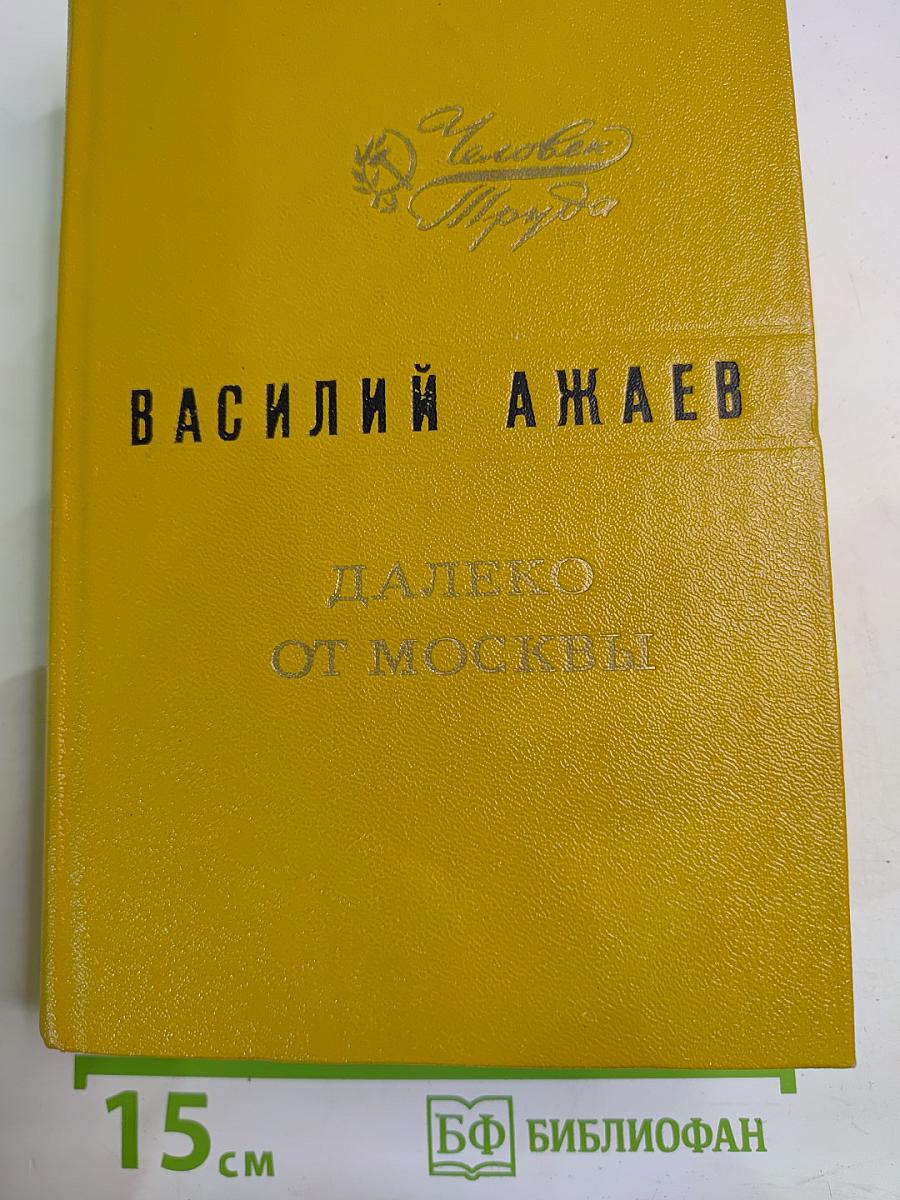 Человек
Труда
ВАСИЛИЙ АЖАЕВ
ДАЛЕКО
ОТ МОСКВЫ
15 см
БФ БИБЛИОФАН